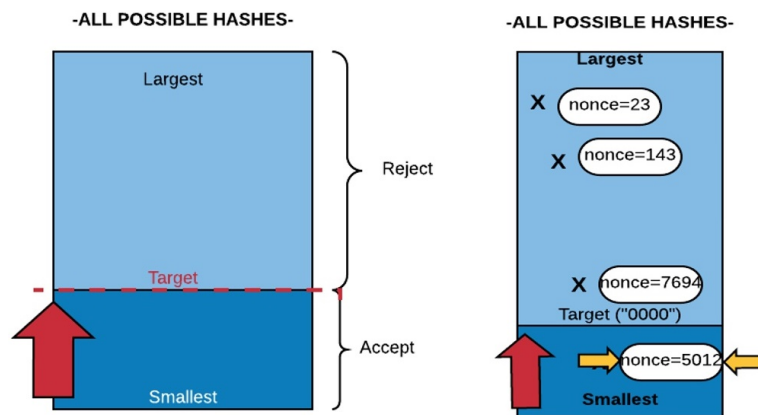 -ALL POSSIBLE HASHES-
Largest
Reject
Target
Accept
Smallest
-ALL POSSIBLE HASHES-
Largest
X nonce=23
X nonce=143
X nonce=7694
Target ("0000")
nonce=5012
Smallest